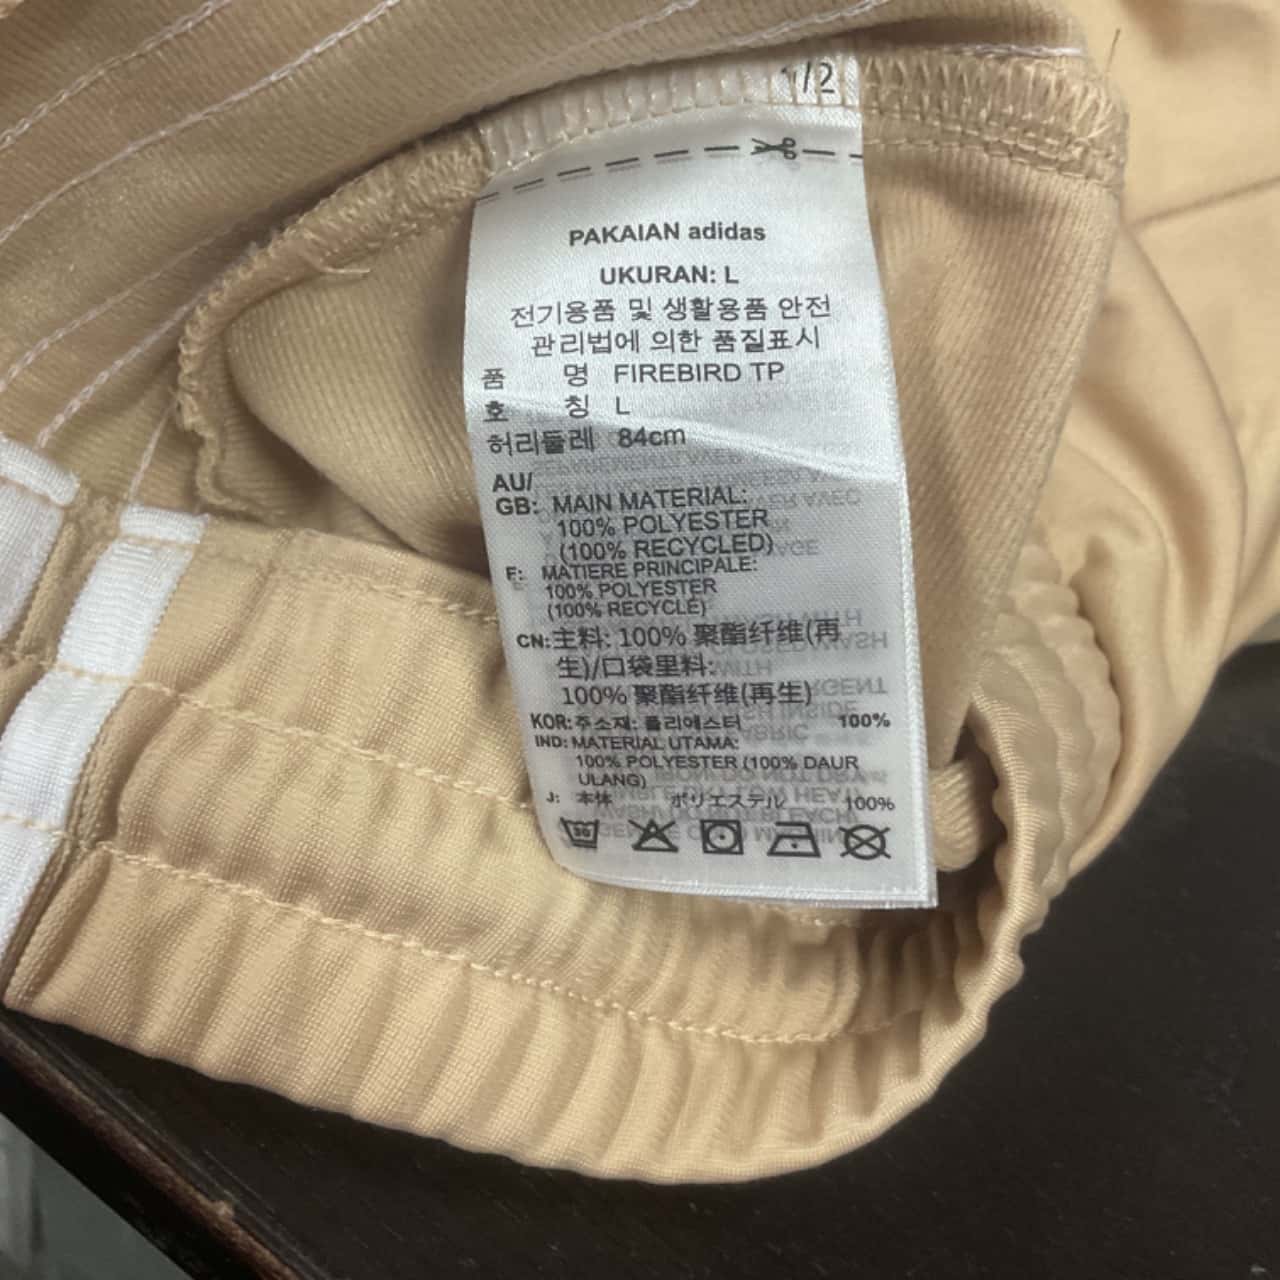 1/2
PAKAIAN adidas
UKURAN: L
전기용품 및 생활용품 안전
관리법에 의한 품질표시
품 명 FIREBIRD TP
호 칭 L
허리둘레 84cm
AU/
GB: MAIN MATERIAL:
100% POLYESTER
(100% RECYCLED)
F: MATIERE PRINCIPALE:
100% POLYESTER
(100% RECYCLÉ)
CN: 主料: 100% 聚酯纤维(再
生)/口袋里料:
100% 聚酯纤维(再生)
KOR: 주소재: 폴리에스터 100%
IND: MATERIAL UTAMA:
100% POLYESTER (100% DAUR
ULANG)
J: 本体 ポリエステル 100%
30